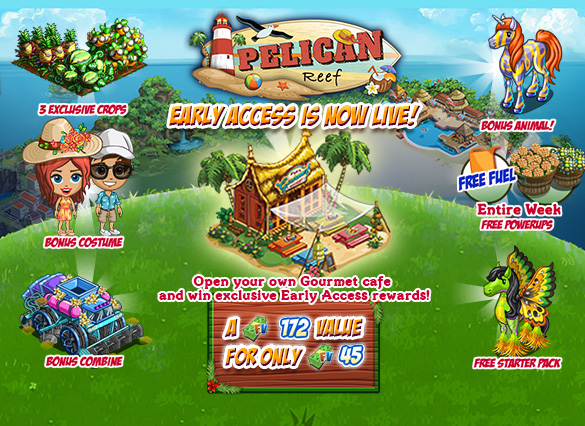 PELICAN
Reef
EARLY ACCESS IS NOW LIVE!
3 EXCLUSIVE CROPS
BONUS ANIMAL!
FREE FUEL
Entire Week
FREE POWERUPS
BONUS COSTUME
Open your own Gourmet cafe
and win exclusive Early Access rewards!
A FV 172 VALUE
FOR ONLY FV 45
BONUS COMBINE
FREE STARTER PACK